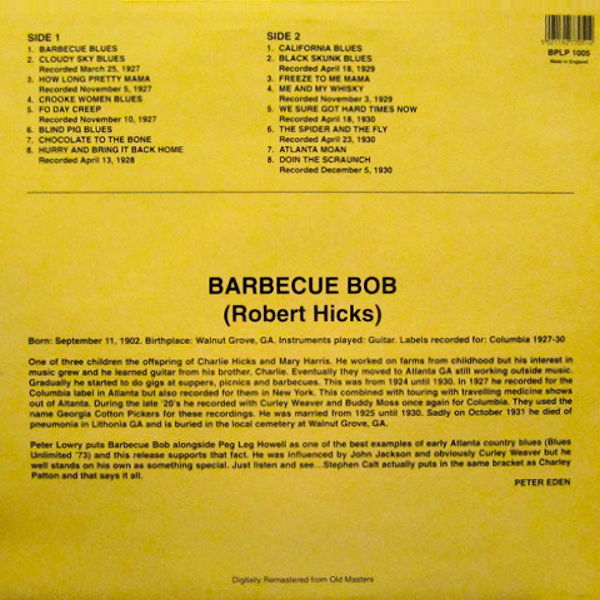 SIDE 1
1. BARBECUE BLUES
2. CLOUDY SKY BLUES
Recorded March 25, 1927
3. HOW LONG PRETTY MAMA
Recorded November 5, 1927
4. CROOKE WOMEN BLUES
5. FO DAY CREEP
Recorded November 10, 1927
6. BLIND PIG BLUES
7. CHOCOLATE TO THE BONE
8. HURRY AND BRING IT BACK HOME
Recorded April 13, 1928
SIDE 2
1. CALIFORNIA BLUES
2. BLACK SKUNK BLUES
Recorded April 18, 1929
3. FREEZE TO ME MAMA
4. ME AND MY WHISKY
Recorded November 3, 1929
5. WE SURE GOT HARD TIMES NOW
Recorded April 18, 1930
6. THE SPIDER AND THE FLY
Recorded April 23, 1930
7. ATLANTA MOAN
8. DOIN THE SCRAUNCH
Recorded December 5, 1930
BPLP 1005
Made in England
BARBECUE BOB
(Robert Hicks)
Born: September 11, 1902. Birthplace: Walnut Grove, GA. Instruments played: Guitar. Labels recorded for: Columbia 1927-30
One of three children the offspring of Charlie Hicks and Mary Harris. He worked on farms from childhood but his interest in
music grew and he learned guitar from his brother, Charlie. Eventually they moved to Atlanta GA still working outside music.
Gradually he started to do gigs at suppers, picnics and barbecues. This was from 1924 until 1930. In 1927 he recorded for the
Columbia label in Atlanta but also recorded for them in New York. This combined with touring with travelling medicine shows
out of Atlanta. During the late '20's he recorded with Curley Weaver and Buddy Moss once again for Columbia. They used the
name Georgia Cotton Pickers for these recordings. He was married from 1925 until 1930. Sadly on October 1931 he died of
pneumonia in Lithonia GA and is buried in the local cemetery at Walnut Grove, GA.
Peter Lowry puts Barbecue Bob alongside Peg Leg Howell as one of the best examples of early Atlanta country blues (Blues
Unlimited '73) and this release supports that fact. He was influenced by John Jackson and obviously Curley Weaver but he
well stands on his own as something special. Just listen and see...Stephen Calt actually puts in the same bracket as Charley
Patton and that says it all.
PETER EDEN
Digitally Remastered from Old Masters